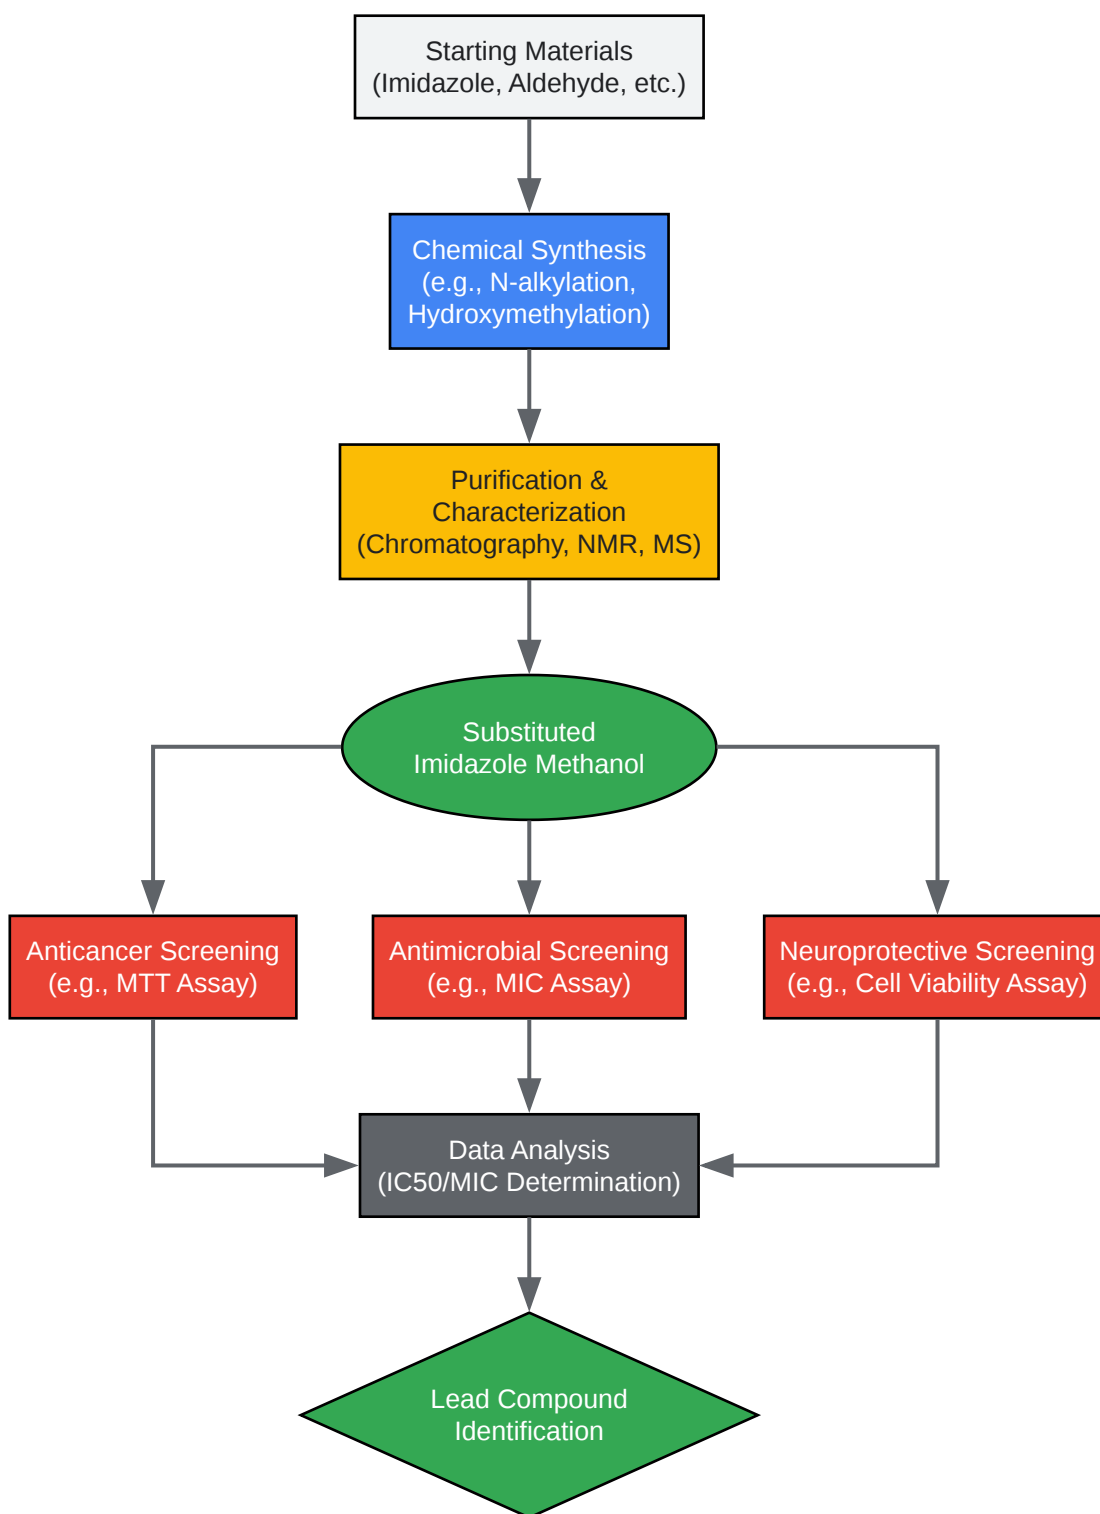 Starting Materials
(Imidazole, Aldehyde, etc.)
Chemical Synthesis
(e.g., N-alkylation,
Hydroxymethylation)
Purification &
Characterization
(Chromatography, NMR, MS)
Substituted
Imidazole Methanol
Anticancer Screening
(e.g., MTT Assay)
Antimicrobial Screening
(e.g., MIC Assay)
Neuroprotective Screening
(e.g., Cell Viability Assay)
Data Analysis
(IC50/MIC Determination)
Lead Compound
Identification